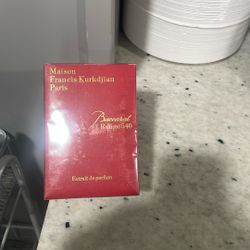 Maison
Francis Kurkdjian
Paris
Baccarat
Rouge 540
Extrait de parfum